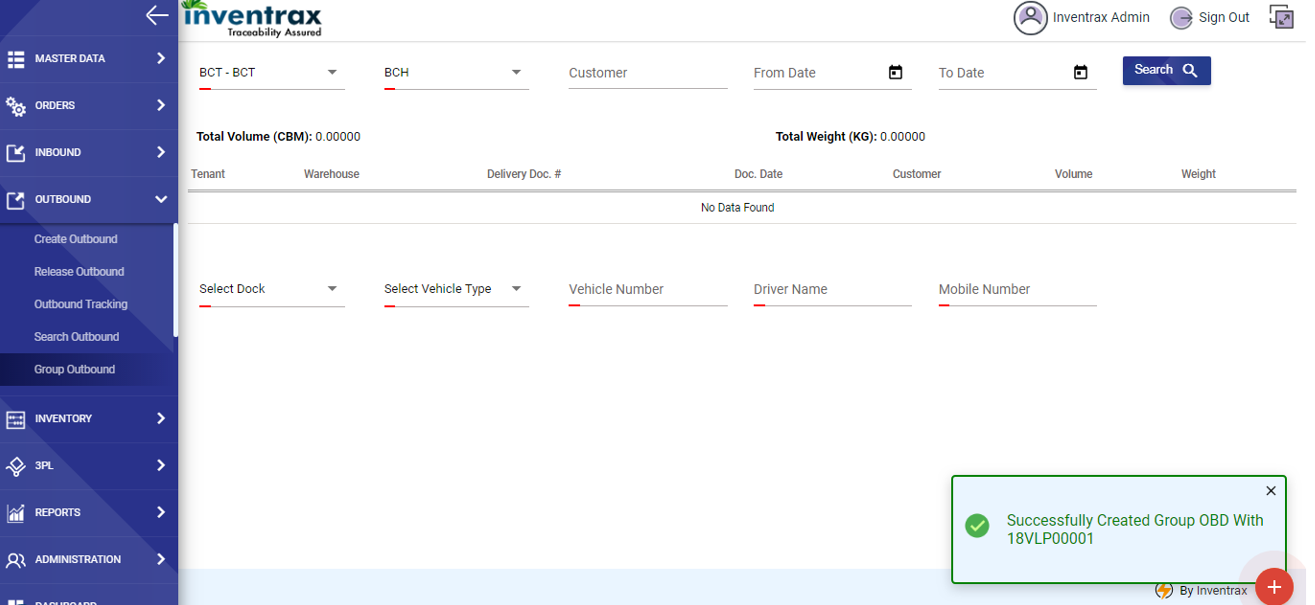 inventrax
Traceability Assured
Inventrax Admin
Sign Out
MASTER DATA
ORDERS
INBOUND
OUTBOUND
Create Outbound
Release Outbound
Outbound Tracking
Search Outbound
Group Outbound
INVENTORY
3PL
REPORTS
ADMINISTRATION
DASHBOARD
BCT - BCT
BCH
Customer
From Date
To Date
Search
Total Volume (CBM): 0.00000
Total Weight (KG): 0.00000
Tenant Warehouse Delivery Doc. # Doc. Date Customer Volume Weight
No Data Found
Select Dock
Select Vehicle Type
Vehicle Number
Driver Name
Mobile Number
Successfully Created Group OBD With
18VLP00001
By Inventrax